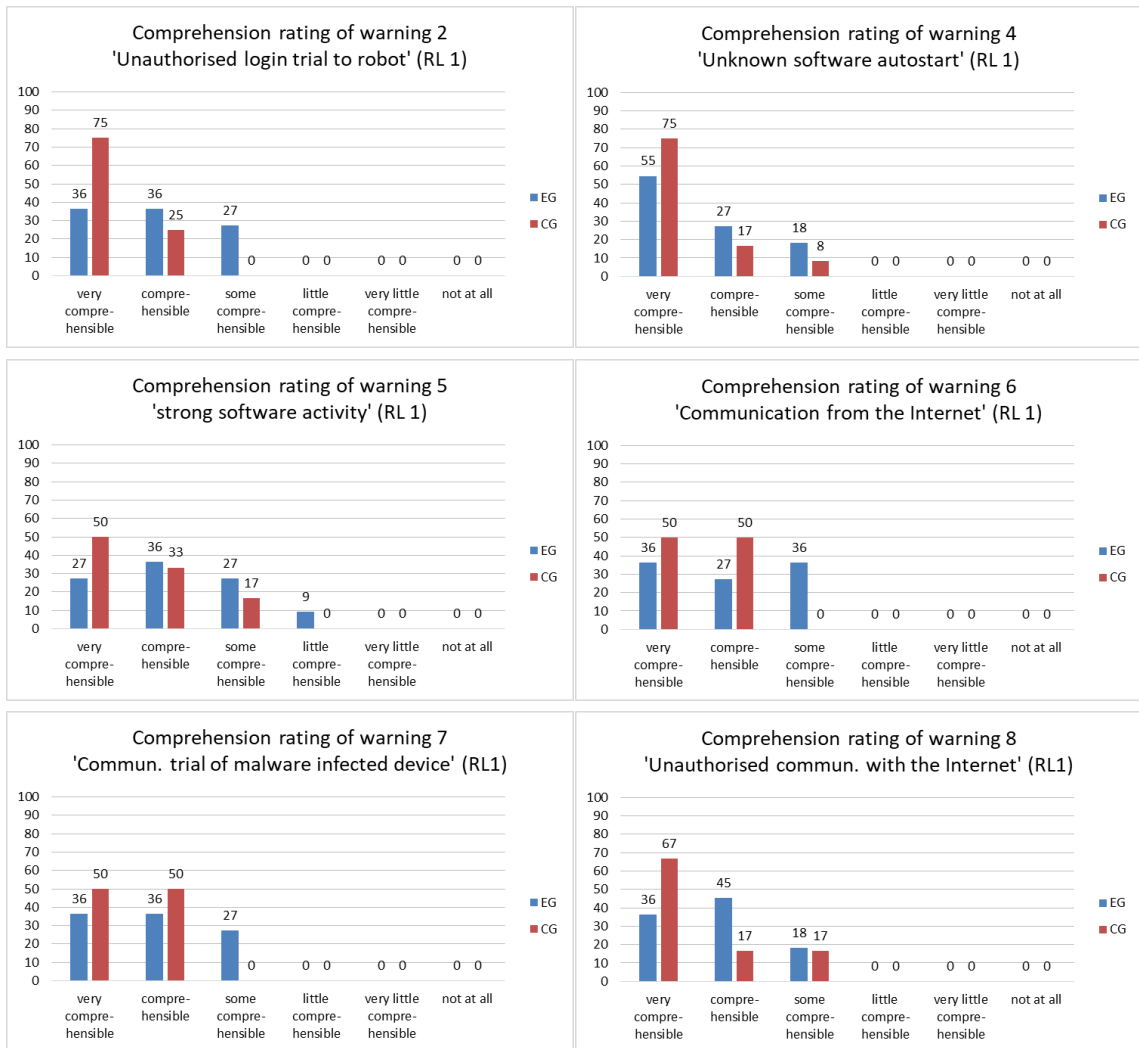 Comprehension rating of warning 2
'Unauthorised login trial to robot' (RL 1)
100
90
80
70
60
50
40
30
20
10
0
36 75
36 25
27 0
0 0
0 0
0 0
very compre-hensible
compre-hensible
some compre-hensible
little compre-hensible
very little compre-hensible
not at all
EG
CG
Comprehension rating of warning 4
'Unknown software autostart' (RL 1)
100
90
80
70
60
50
40
30
20
10
0
55 75
27 17
18 8
0 0
0 0
0 0
very compre-hensible
compre-hensible
some compre-hensible
little compre-hensible
very little compre-hensible
not at all
EG
CG
Comprehension rating of warning 5
'strong software activity' (RL 1)
100
90
80
70
60
50
40
30
20
10
0
27 50
36 33
27 17
9 0
0 0
0 0
very compre-hensible
compre-hensible
some compre-hensible
little compre-hensible
very little compre-hensible
not at all
EG
CG
Comprehension rating of warning 6
'Communication from the Internet' (RL 1)
100
90
80
70
60
50
40
30
20
10
0
36 50
27 50
36 0
0 0
0 0
0 0
very compre-hensible
compre-hensible
some compre-hensible
little compre-hensible
very little compre-hensible
not at all
EG
CG
Comprehension rating of warning 7
'Commun. trial of malware infected device' (RL1)
100
90
80
70
60
50
40
30
20
10
0
36 50
36 50
27 0
0 0
0 0
0 0
very compre-hensible
compre-hensible
some compre-hensible
little compre-hensible
very little compre-hensible
not at all
EG
CG
Comprehension rating of warning 8
'Unauthorised commun. with the Internet' (RL1)
100
90
80
70
60
50
40
30
20
10
0
36 67
45 17
18 17
0 0
0 0
0 0
very compre-hensible
compre-hensible
some compre-hensible
little compre-hensible
very little compre-hensible
not at all
EG
CG